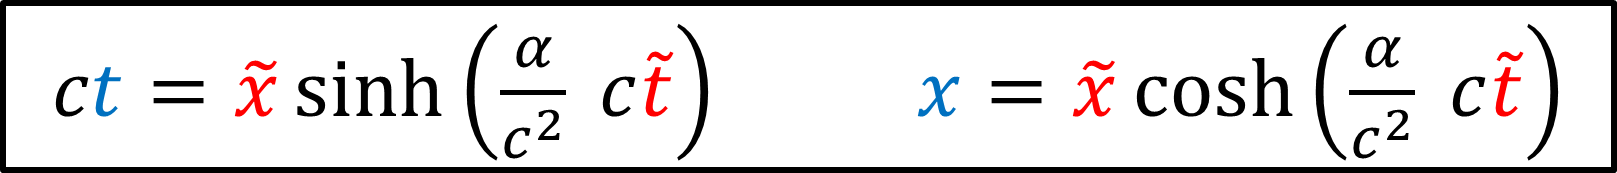 ct = x̃ sinh(α/c² ct̃) x = x̃ cosh(α/c² ct̃)